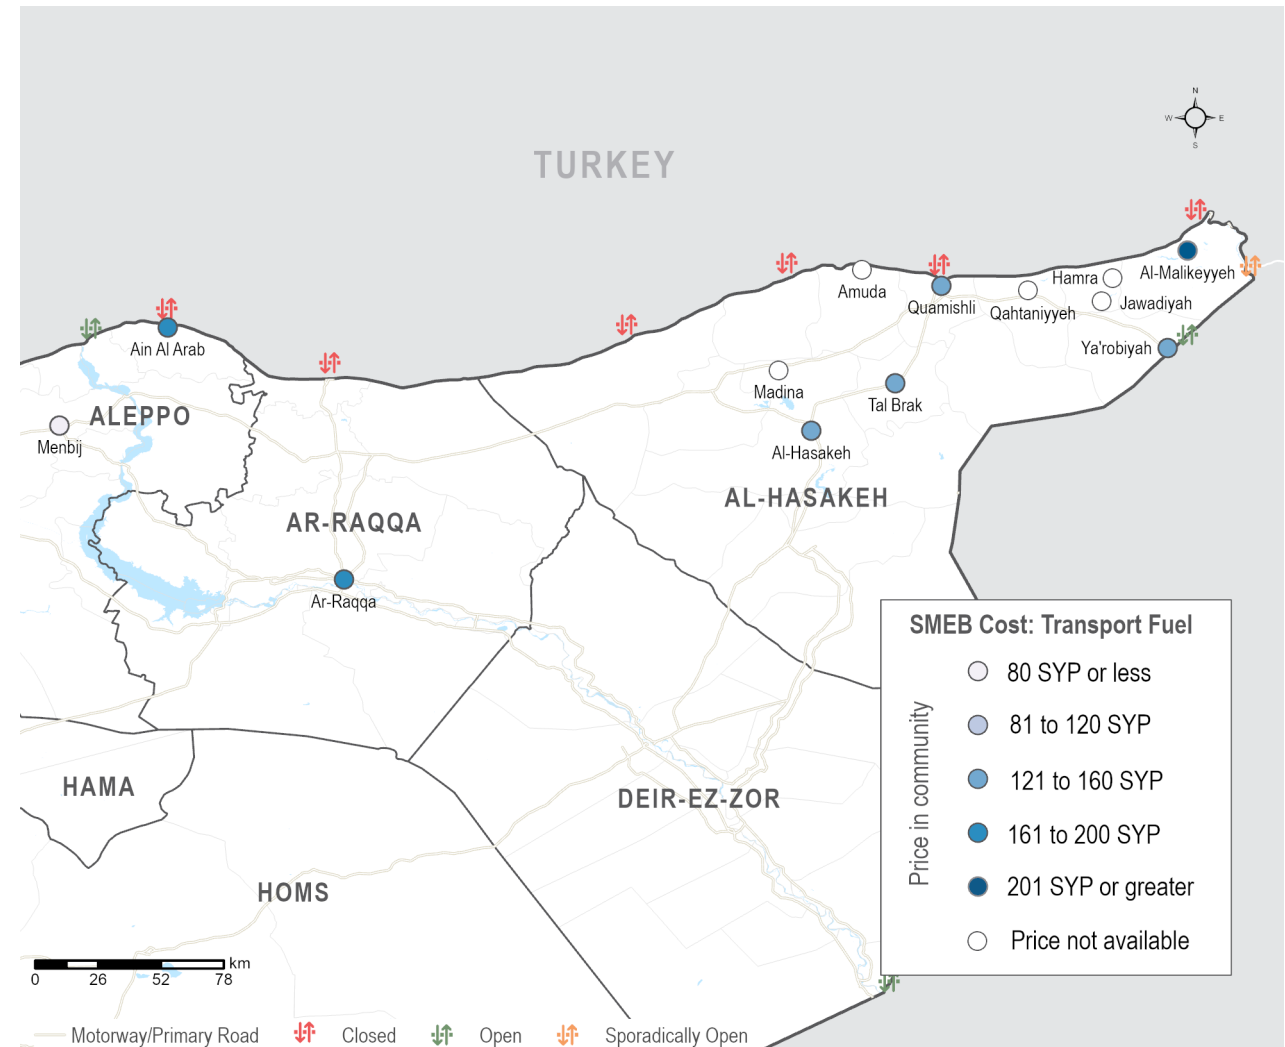 N
W
E
S
TURKEY
Al-Malikeyyeh
Hamra
Amuda
Quamishli
Qahtaniyyeh
Jawadiyah
Ain Al Arab
Ya'robiyah
Madina
Tal Brak
ALEPPO
Menbij
Al-Hasakeh
AL-HASAKEH
AR-RAQQA
Ar-Raqqa
SMEB Cost: Transport Fuel
Price in community
80 SYP or less
81 to 120 SYP
121 to 160 SYP
161 to 200 SYP
201 SYP or greater
Price not available
HAMA
DEIR-EZ-ZOR
HOMS
km
0 26 52 78
Motorway/Primary Road Closed Open Sporadically Open